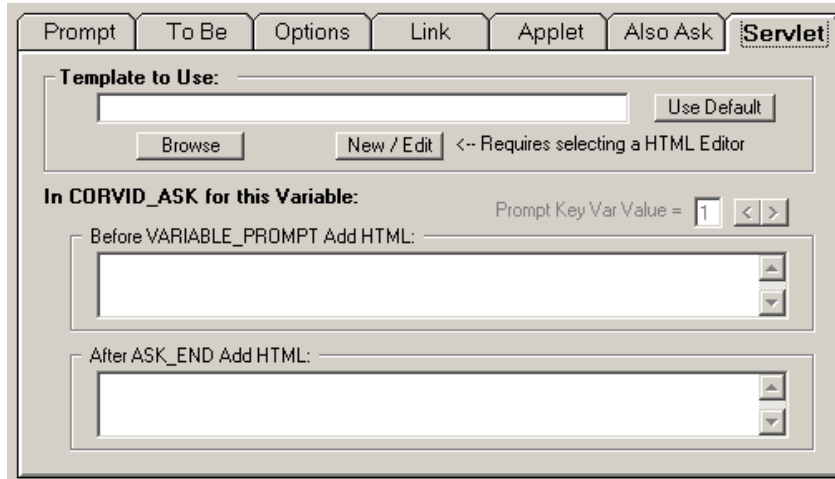 Prompt To Be Options Link Applet Also Ask Servlet
Template to Use:
Use Default
Browse New / Edit <-- Requires selecting a HTML Editor
In CORVID_ASK for this Variable:
Prompt Key Var Value = 1 < >
Before VARIABLE_PROMPT Add HTML:
After ASK_END Add HTML: